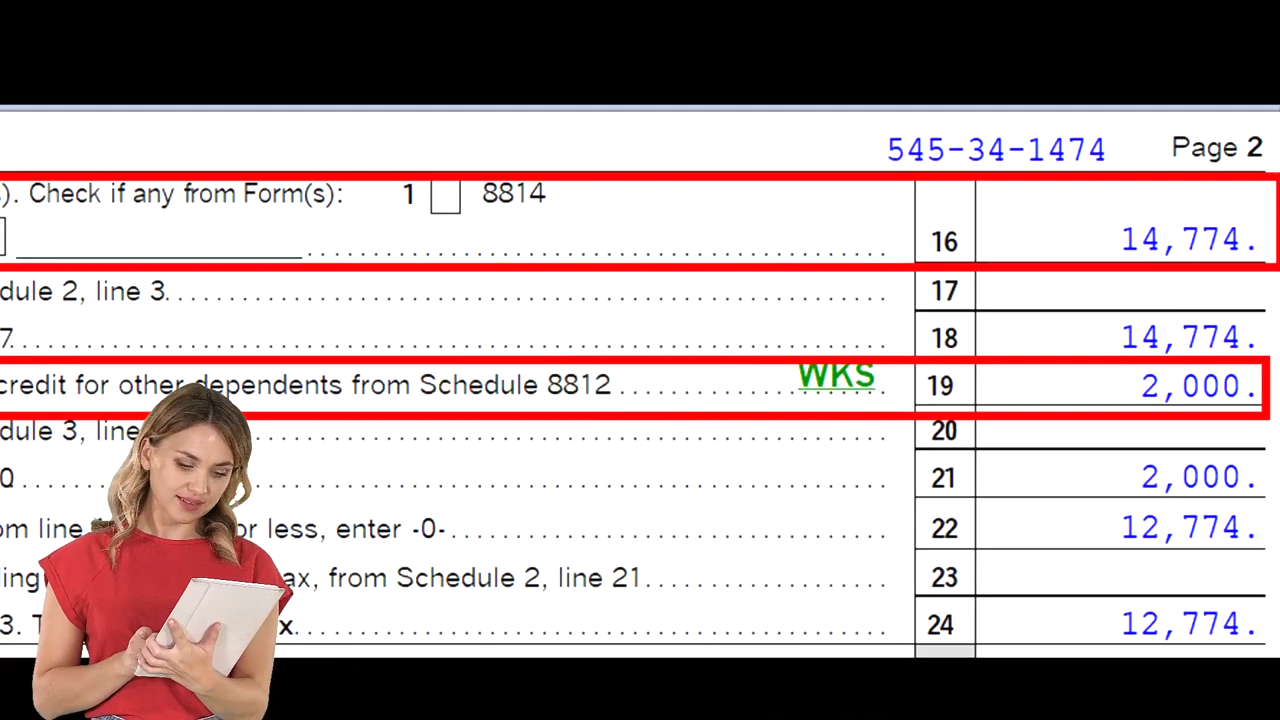 545-34-1474 Page 2
). Check if any from Form(s): 1 8814
16 14,774.
dule 2, line 3 17
7 18 14,774.
credit for other dependents from Schedule 8812 WKS 19 2,000.
dule 3, line 20
0 21 2,000.
om line or less, enter -0- 22 12,774.
ling ax, from Schedule 2, line 21 23
3. T x 24 12,774.